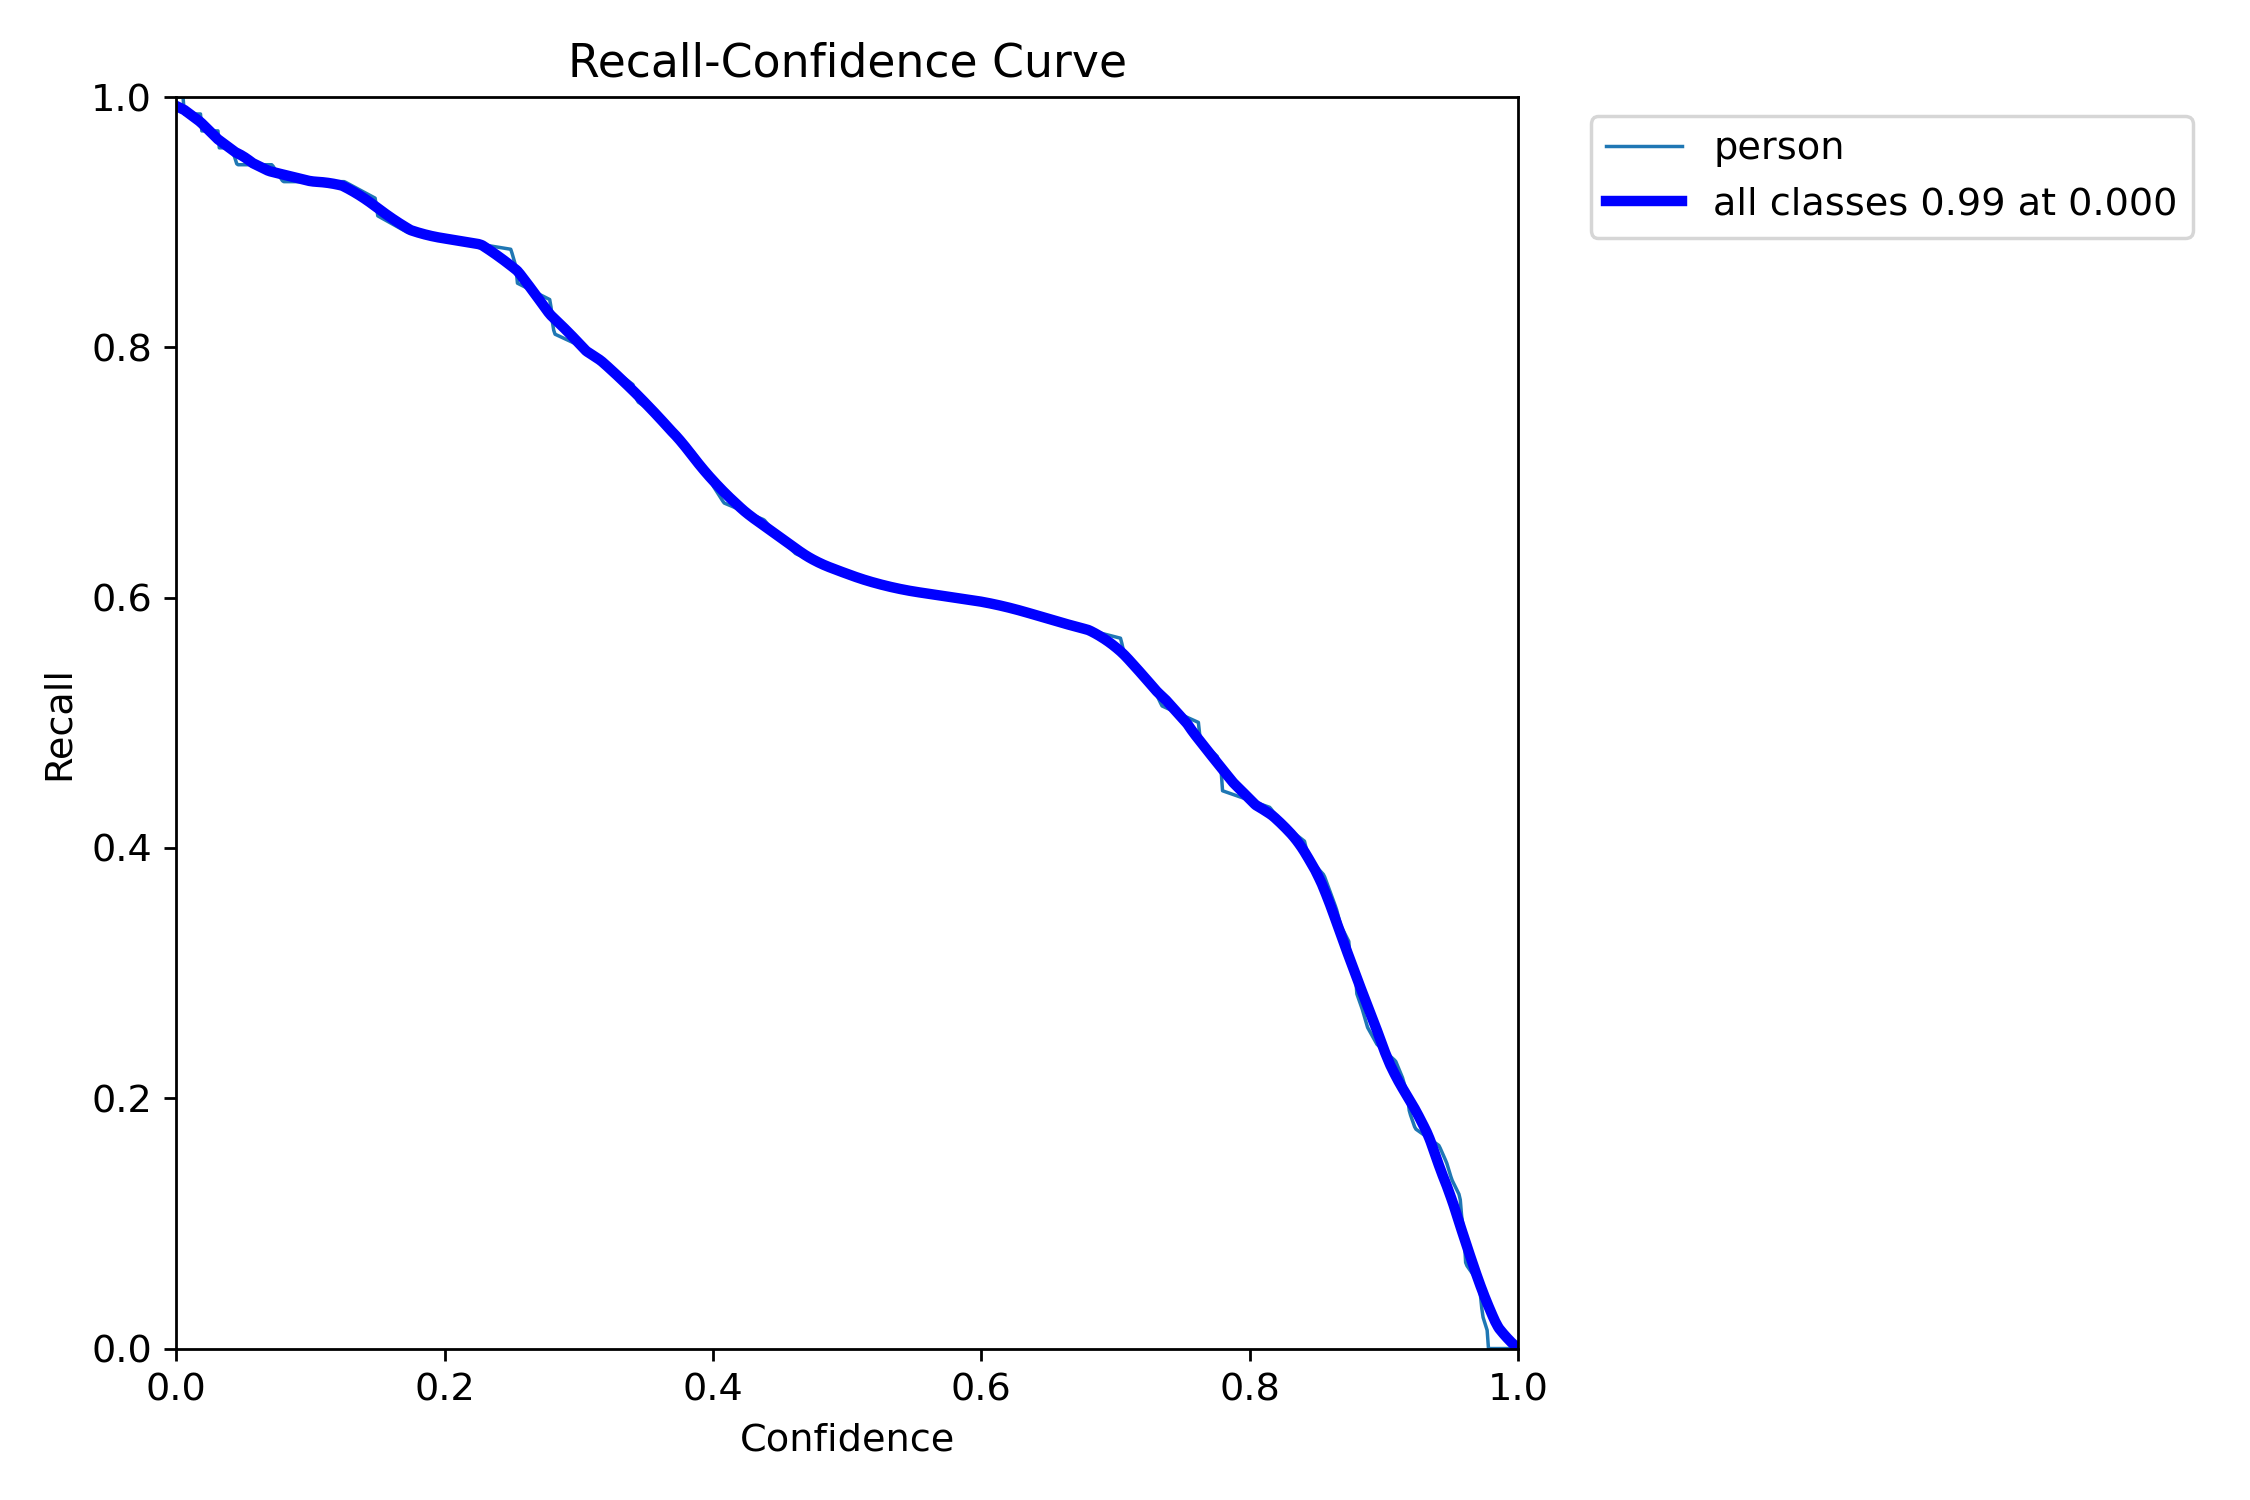 Recall-Confidence Curve
1.0
0.8
0.6
0.4
0.2
0.0
Recall
0.0 0.2 0.4 0.6 0.8 1.0
Confidence
person
all classes 0.99 at 0.000